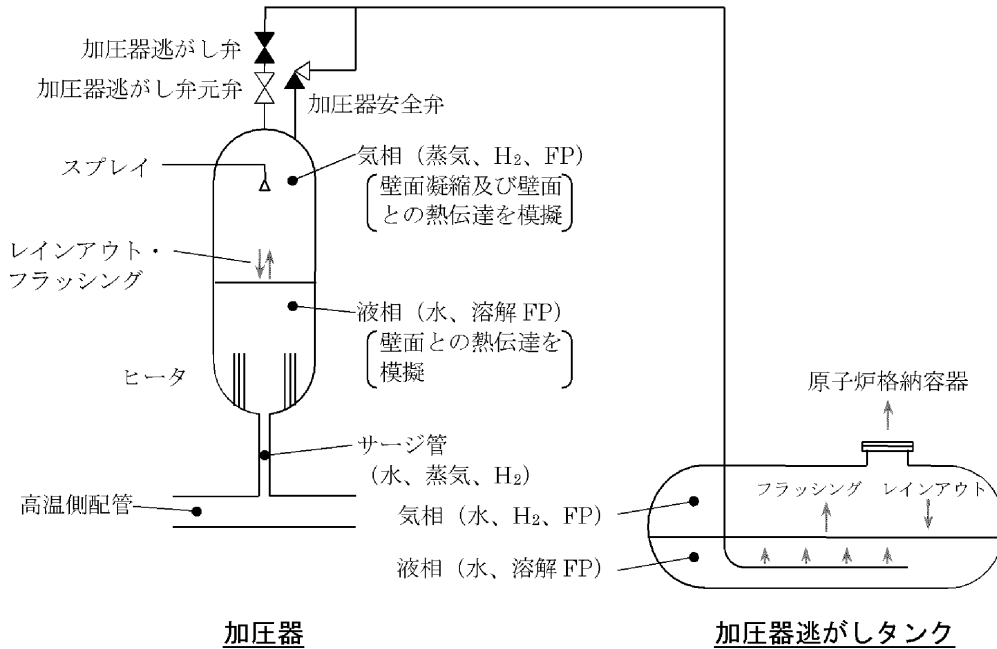 加圧器逃がし弁
加圧器逃がし弁元弁
加圧器安全弁
スプレイ
気相（蒸気、H₂、FP）
壁面凝縮及び壁面
との熱伝達を模擬
レインアウト・
フラッシング
液相（水、溶解 FP）
壁面との熱伝達を
模擬
ヒータ
サージ管
（水、蒸気、H₂）
高温側配管
原子炉格納容器
フラッシング
レインアウト
気相（水、H₂、FP）
液相（水、溶解 FP）
加圧器
加圧器逃がしタンク